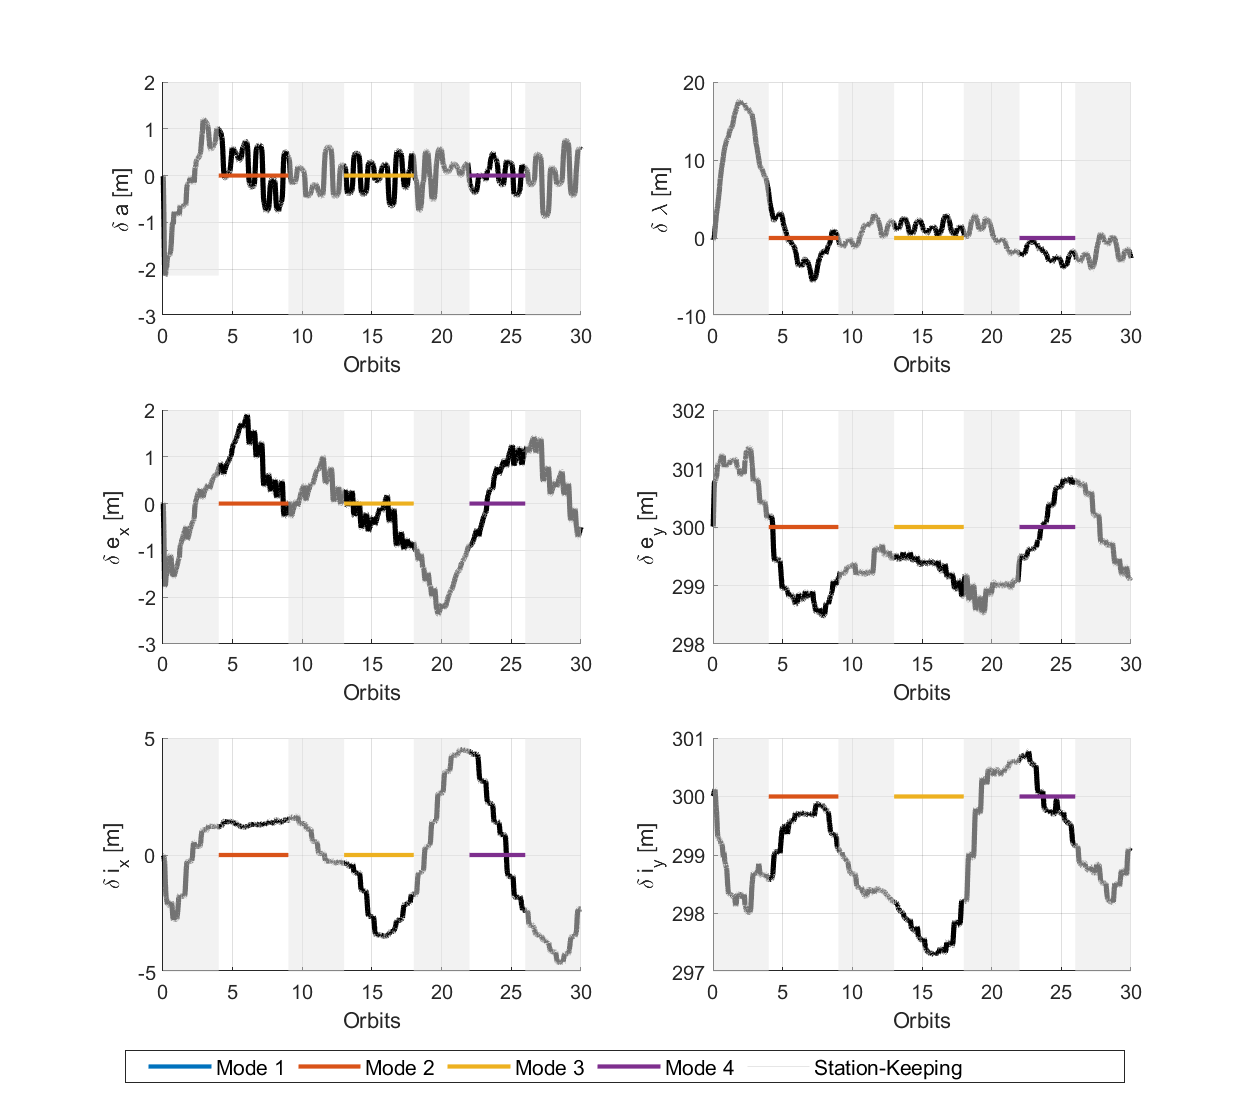 2
1
0
-1
-2
-3
δ a [m]
0 5 10 15 20 25 30
Orbits
20
10
0
-10
δ λ [m]
0 5 10 15 20 25 30
Orbits
2
1
0
-1
-2
-3
δ e_x [m]
0 5 10 15 20 25 30
Orbits
302
301
300
299
298
δ e_y [m]
0 5 10 15 20 25 30
Orbits
5
0
-5
δ i_x [m]
0 5 10 15 20 25 30
Orbits
301
300
299
298
297
δ i_y [m]
0 5 10 15 20 25 30
Orbits
Mode 1 Mode 2 Mode 3 Mode 4 Station-Keeping